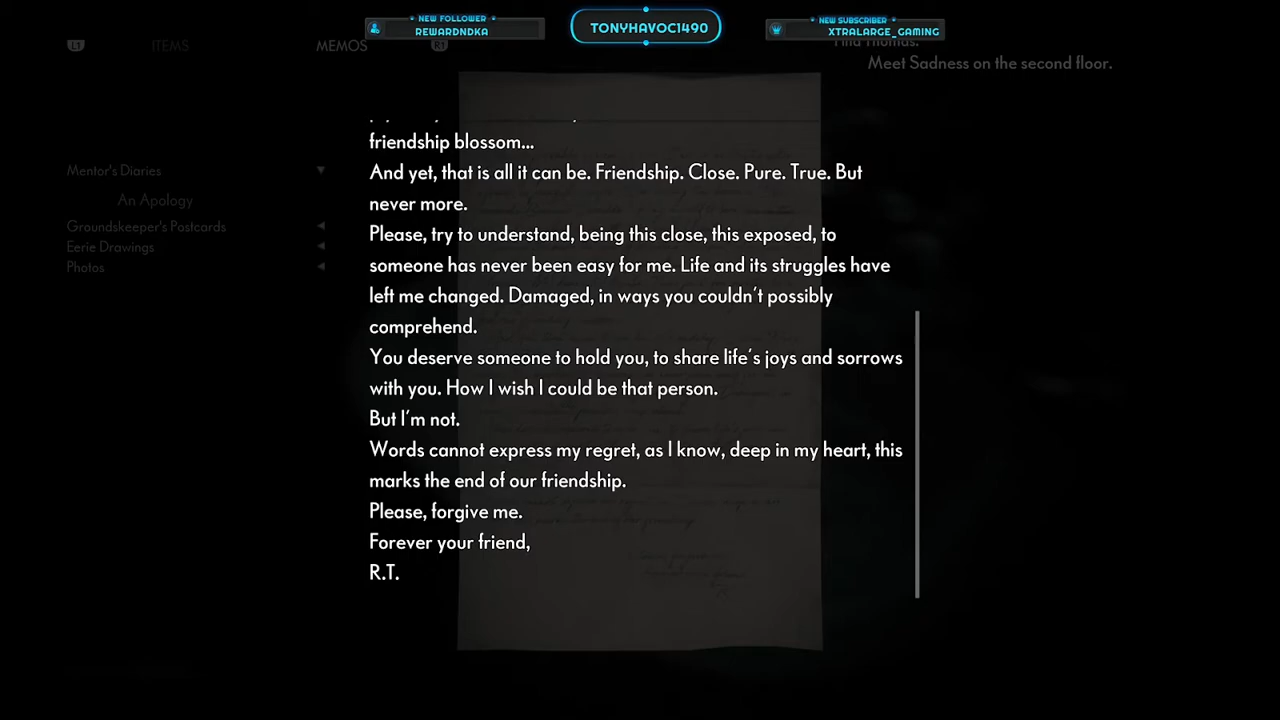 NEW FOLLOWER
REWARDNDKA
TONYHAVOC1490
NEW SUBSCRIBER
XTRALARGE_GAMING
L1
ITEMS
MEMOS
R1
Find Thomas.
Meet Sadness on the second floor.
Mentor's Diaries
An Apology
Groundskeeper's Postcards
Eerie Drawings
Photos
friendship blossom...
And yet, that is all it can be. Friendship. Close. Pure. True. But
never more.
Please, try to understand, being this close, this exposed, to
someone has never been easy for me. Life and its struggles have
left me changed. Damaged, in ways you couldn't possibly
comprehend.
You deserve someone to hold you, to share life's joys and sorrows
with you. How I wish I could be that person.
But I'm not.
Words cannot express my regret, as I know, deep in my heart, this
marks the end of our friendship.
Please, forgive me.
Forever your friend,
R.T.